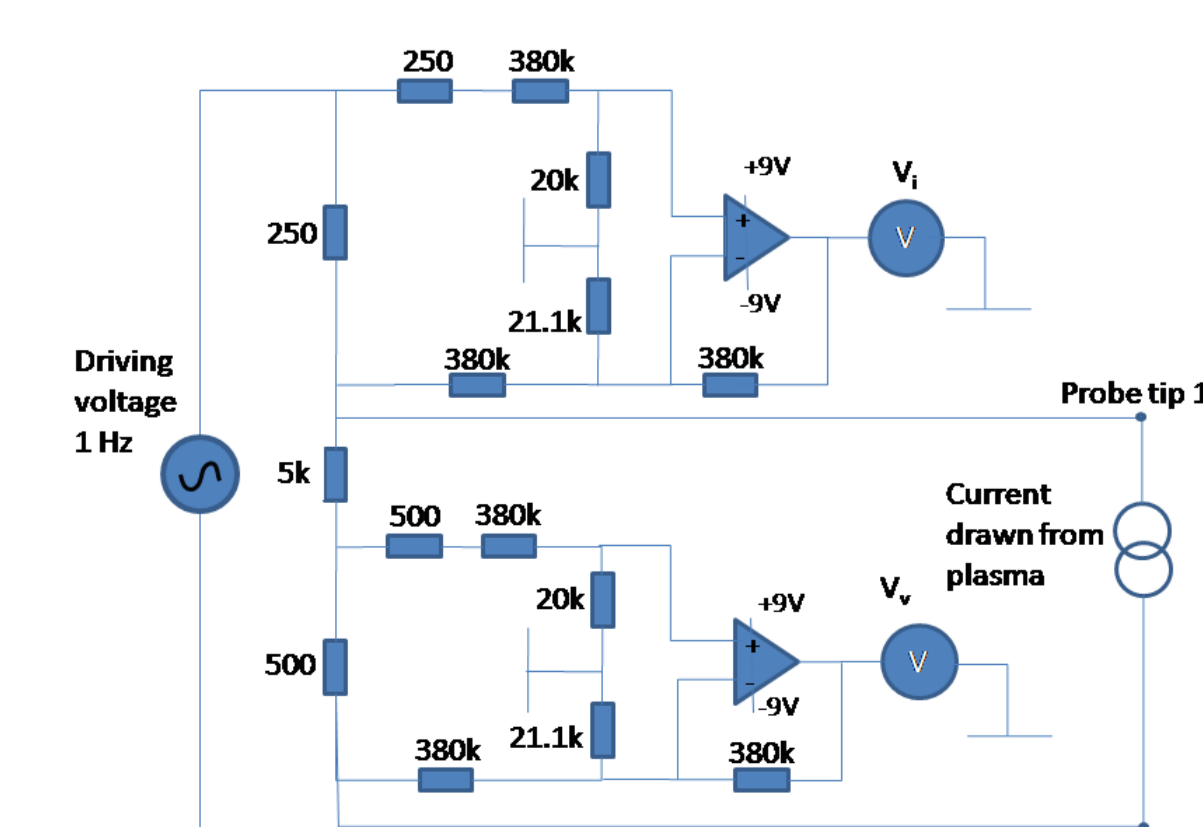 250
380k
20k
+9V
Vi
250
+
V
-
-9V
21.1k
380k
380k
Driving
voltage
1 Hz
Probe tip 1
5k
Current
drawn from
plasma
500
380k
20k
+9V
Vv
500
+
V
-
-9V
21.1k
380k
380k